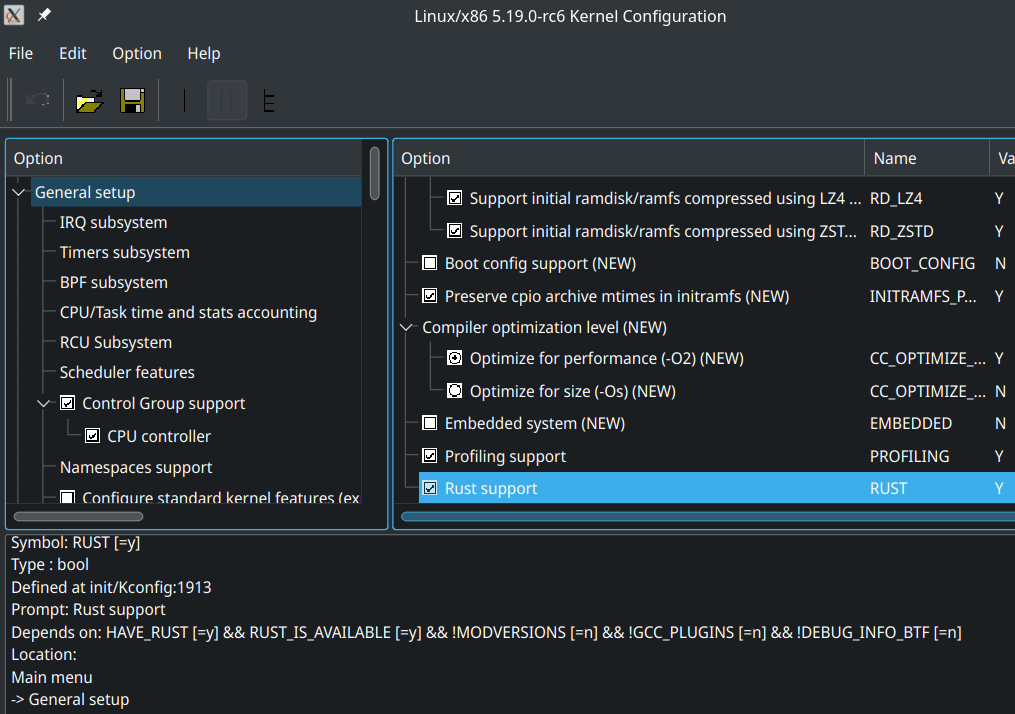 Linux/x86 5.19.0-rc6 Kernel Configuration
File Edit Option Help
Option
General setup
IRQ subsystem
Timers subsystem
BPF subsystem
CPU/Task time and stats accounting
RCU Subsystem
Scheduler features
Control Group support
CPU controller
Namespaces support
Configure standard kernel features (ex
Option Name Va
Support initial ramdisk/ramfs compressed using LZ4 ... RD_LZ4 Y
Support initial ramdisk/ramfs compressed using ZST... RD_ZSTD Y
Boot config support (NEW) BOOT_CONFIG N
Preserve cpio archive mtimes in initramfs (NEW) INITRAMFS_P... Y
Compiler optimization level (NEW)
Optimize for performance (-O2) (NEW) CC_OPTIMIZE_... Y
Optimize for size (-Os) (NEW) CC_OPTIMIZE_... N
Embedded system (NEW) EMBEDDED N
Profiling support PROFILING Y
Rust support RUST Y
Symbol: RUST [=y]
Type : bool
Defined at init/Kconfig:1913
Prompt: Rust support
Depends on: HAVE_RUST [=y] && RUST_IS_AVAILABLE [=y] && !MODVERSIONS [=n] && !GCC_PLUGINS [=n] && !DEBUG_INFO_BTF [=n]
Location:
Main menu
-> General setup